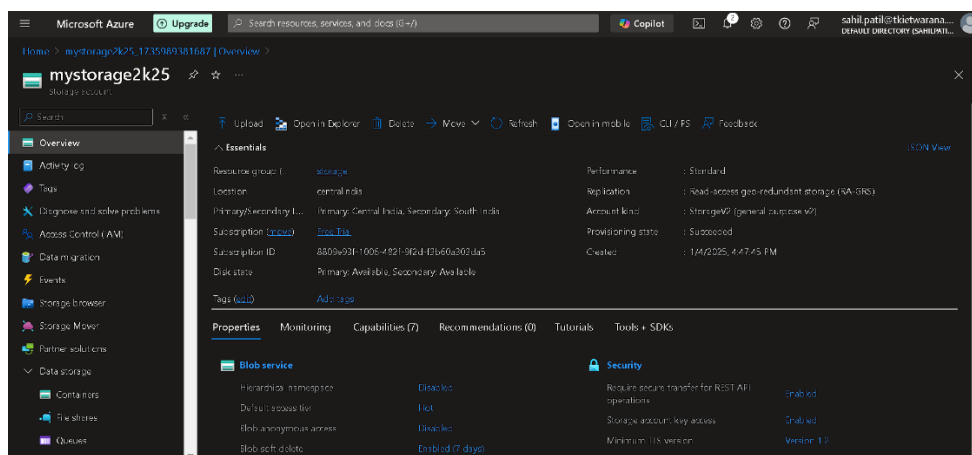 Microsoft Azure
Upgrade
Search resources, services, and docs (G+/)
Copilot
2
sahil.patil@tkietwarana....
DEFAULT DIRECTORY (SAHILPATI...
Home > mystorage2k25_1735989381687 | Overview >
mystorage2k25
Storage account
Search
Upload Open in Explorer Delete Move Refresh Open in mobile CLI / PS Feedback
Overview
Activity log
Tags
Diagnose and solve problems
Access Control (IAM)
Data migration
Events
Storage browser
Storage Mover
Partner solutions
Data storage
Containers
File shares
Queues
Essentials
JSON View
Resource group (. storage
Location centralindia
Primary/Secondary L... Primary: Central India, Secondary: South India
Subscription (move) Free Trial
Subscription ID
Disk state Primary: Available, Secondary: Available
Tags (edit) Add tags
Performance : Standard
Replication : Read-access geo-redundant storage (RA-GRS)
Account kind : StorageV2 (general purpose v2)
Provisioning state : Succeeded
Created : 1/4/2025, 4:47:45 PM
Properties Monitoring Capabilities (7) Recommendations (0) Tutorials Tools + SDKs
Blob service
Hierarchical namespace Disabled
Default access tier Hot
Blob anonymous access Disabled
Blob soft delete Enabled (7 days)
Security
Require secure transfer for REST API
operations Enabled
Storage account key access Enabled
Minimum TLS version Version 1.2